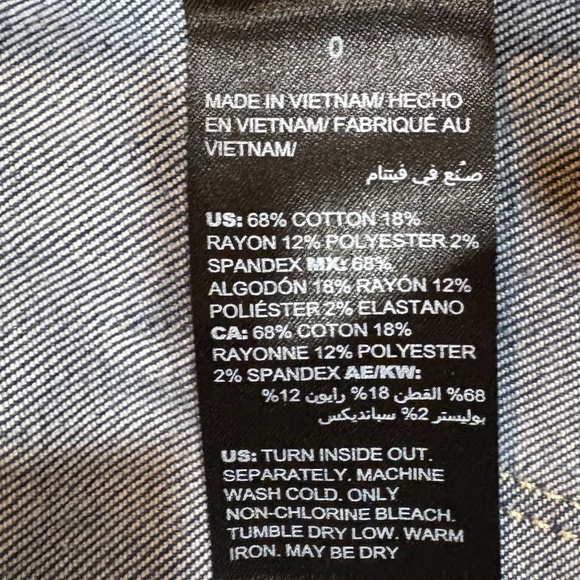 0
MADE IN VIETNAM/ HECHO
EN VIETNAM/ FABRIQUÉ AU
VIETNAM/
صنع في فيتنام
US: 68% COTTON 18%
RAYON 12% POLYESTER 2%
SPANDEX MX: 68%
ALGODÓN 18% RAYÓN 12%
POLIÉSTER 2% ELASTANO
CA: 68% COTON 18%
RAYONNE 12% POLYESTER
2% SPANDEX AE/KW:
68% القطن 18% رايون 12%
بوليستر 2% سبانديكس
US: TURN INSIDE OUT.
SEPARATELY. MACHINE
WASH COLD. ONLY
NON-CHLORINE BLEACH.
TUMBLE DRY LOW. WARM
IRON. MAY BE DRY